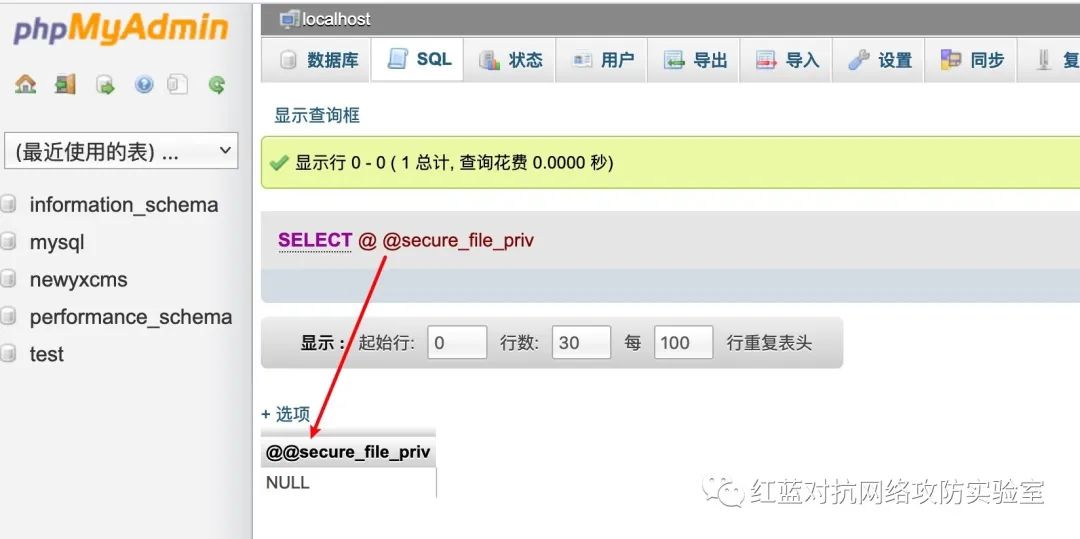 phpMyAdmin
(最近使用的表) ...
information_schema
mysql
newyxcms
performance_schema
test
localhost
数据库 SQL 状态 用户 导出 导入 设置 同步 复
显示查询框
显示行 0 - 0 ( 1 总计, 查询花费 0.0000 秒)
SELECT @ @secure_file_priv
显示 : 起始行: 0 行数: 30 每 100 行重复表头
+ 选项
@@secure_file_priv
NULL
红蓝对抗网络攻防实验室